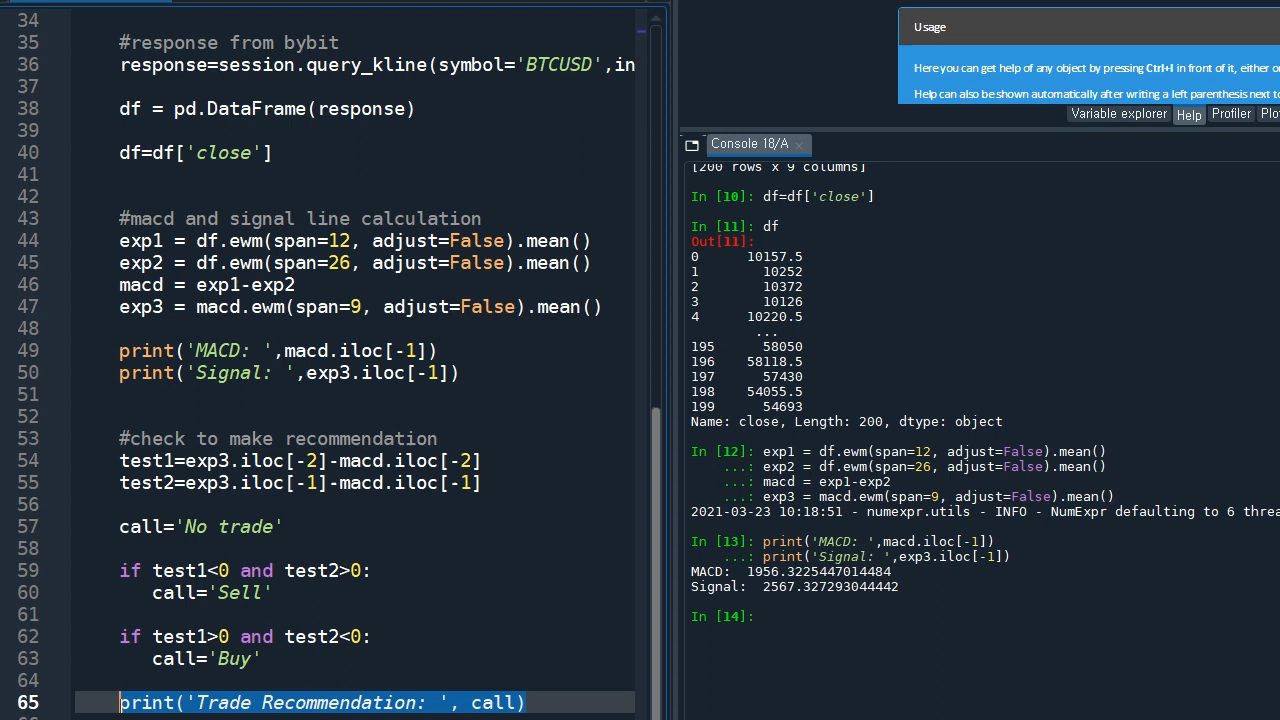 34
35 #response from bybit
36 response=session.query_kline(symbol='BTCUSD',in
37
38 df = pd.DataFrame(response)
39
40 df=df['close']
41
42
43 #macd and signal line calculation
44 exp1 = df.ewm(span=12, adjust=False).mean()
45 exp2 = df.ewm(span=26, adjust=False).mean()
46 macd = exp1-exp2
47 exp3 = macd.ewm(span=9, adjust=False).mean()
48
49 print('MACD: ',macd.iloc[-1])
50 print('Signal: ',exp3.iloc[-1])
51
52
53 #check to make recommendation
54 test1=exp3.iloc[-2]-macd.iloc[-2]
55 test2=exp3.iloc[-1]-macd.iloc[-1]
56
57 call='No trade'
58
59 if test1<0 and test2>0:
60 call='Sell'
61
62 if test1>0 and test2<0:
63 call='Buy'
64
65 print('Trade Recommendation: ', call)
Usage
Here you can get help of any object by pressing Ctrl+I in front of it, either o
Help can also be shown automatically after writing a left parenthesis next to
Variable explorer Help Profiler Plo
Console 18/A
[200 rows x 9 columns]
In [10]: df=df['close']
In [11]: df
Out[11]:
0 10157.5
1 10252
2 10372
3 10126
4 10220.5
...
195 58050
196 58118.5
197 57430
198 54055.5
199 54693
Name: close, Length: 200, dtype: object
In [12]: exp1 = df.ewm(span=12, adjust=False).mean()
...: exp2 = df.ewm(span=26, adjust=False).mean()
...: macd = exp1-exp2
...: exp3 = macd.ewm(span=9, adjust=False).mean()
2021-03-23 10:18:51 - numexpr.utils - INFO - NumExpr defaulting to 6 threa
In [13]: print('MACD: ',macd.iloc[-1])
...: print('Signal: ',exp3.iloc[-1])
MACD: 1956.3225447014484
Signal: 2567.327293044442
In [14]: